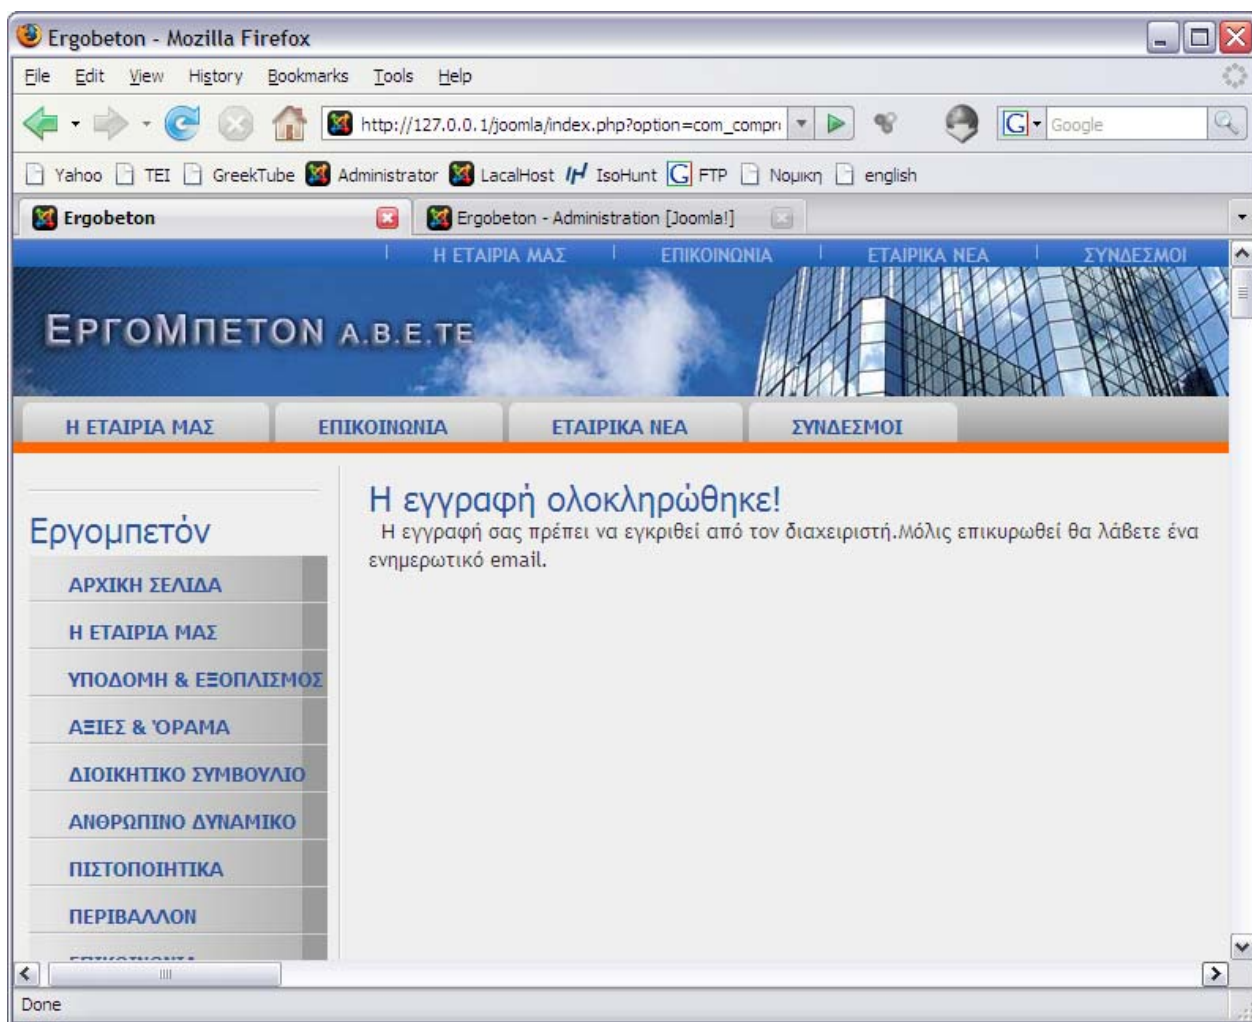 Ergobeton - Mozilla Firefox
File Edit View History Bookmarks Tools Help
http://127.0.0.1/joomla/index.php?option=com_compr Google
Yahoo TEI GreekTube Administrator LacalHost IsoHunt FTP Νομικη english
Ergobeton Ergobeton - Administration [Joomla!]
Η ΕΤΑΙΡΙΑ ΜΑΣ ΕΠΙΚΟΙΝΩΝΙΑ ΕΤΑΙΡΙΚΑ ΝΕΑ ΣΥΝΔΕΣΜΟΙ
ΕΡΓΟΜΠΕΤΟΝ Α.Β.Ε.ΤΕ
Η ΕΤΑΙΡΙΑ ΜΑΣ ΕΠΙΚΟΙΝΩΝΙΑ ΕΤΑΙΡΙΚΑ ΝΕΑ ΣΥΝΔΕΣΜΟΙ
Εργομπετόν
ΑΡΧΙΚΗ ΣΕΛΙΔΑ
Η ΕΤΑΙΡΙΑ ΜΑΣ
ΥΠΟΔΟΜΗ & ΕΞΟΠΛΙΣΜΟΣ
ΑΞΙΕΣ & ΌΡΑΜΑ
ΔΙΟΙΚΗΤΙΚΟ ΣΥΜΒΟΥΛΙΟ
ΑΝΘΡΩΠΙΝΟ ΔΥΝΑΜΙΚΟ
ΠΙΣΤΟΠΟΙΗΤΙΚΑ
ΠΕΡΙΒΑΛΛΟΝ
Η εγγραφή ολοκληρώθηκε!
Η εγγραφή σας πρέπει να εγκριθεί από τον διαχειριστή.Μόλις επικυρωθεί θα λάβετε ένα
ενημερωτικό email.
Done